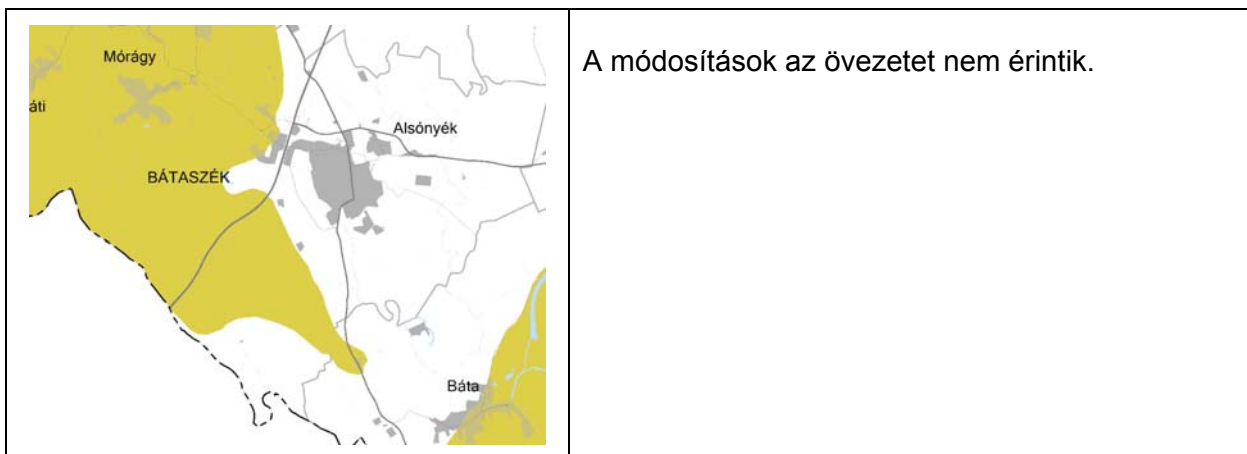 Mórágy
áti
Alsónyék
BÁTASZÉK
Báta
A módosítások az övezetet nem érintik.